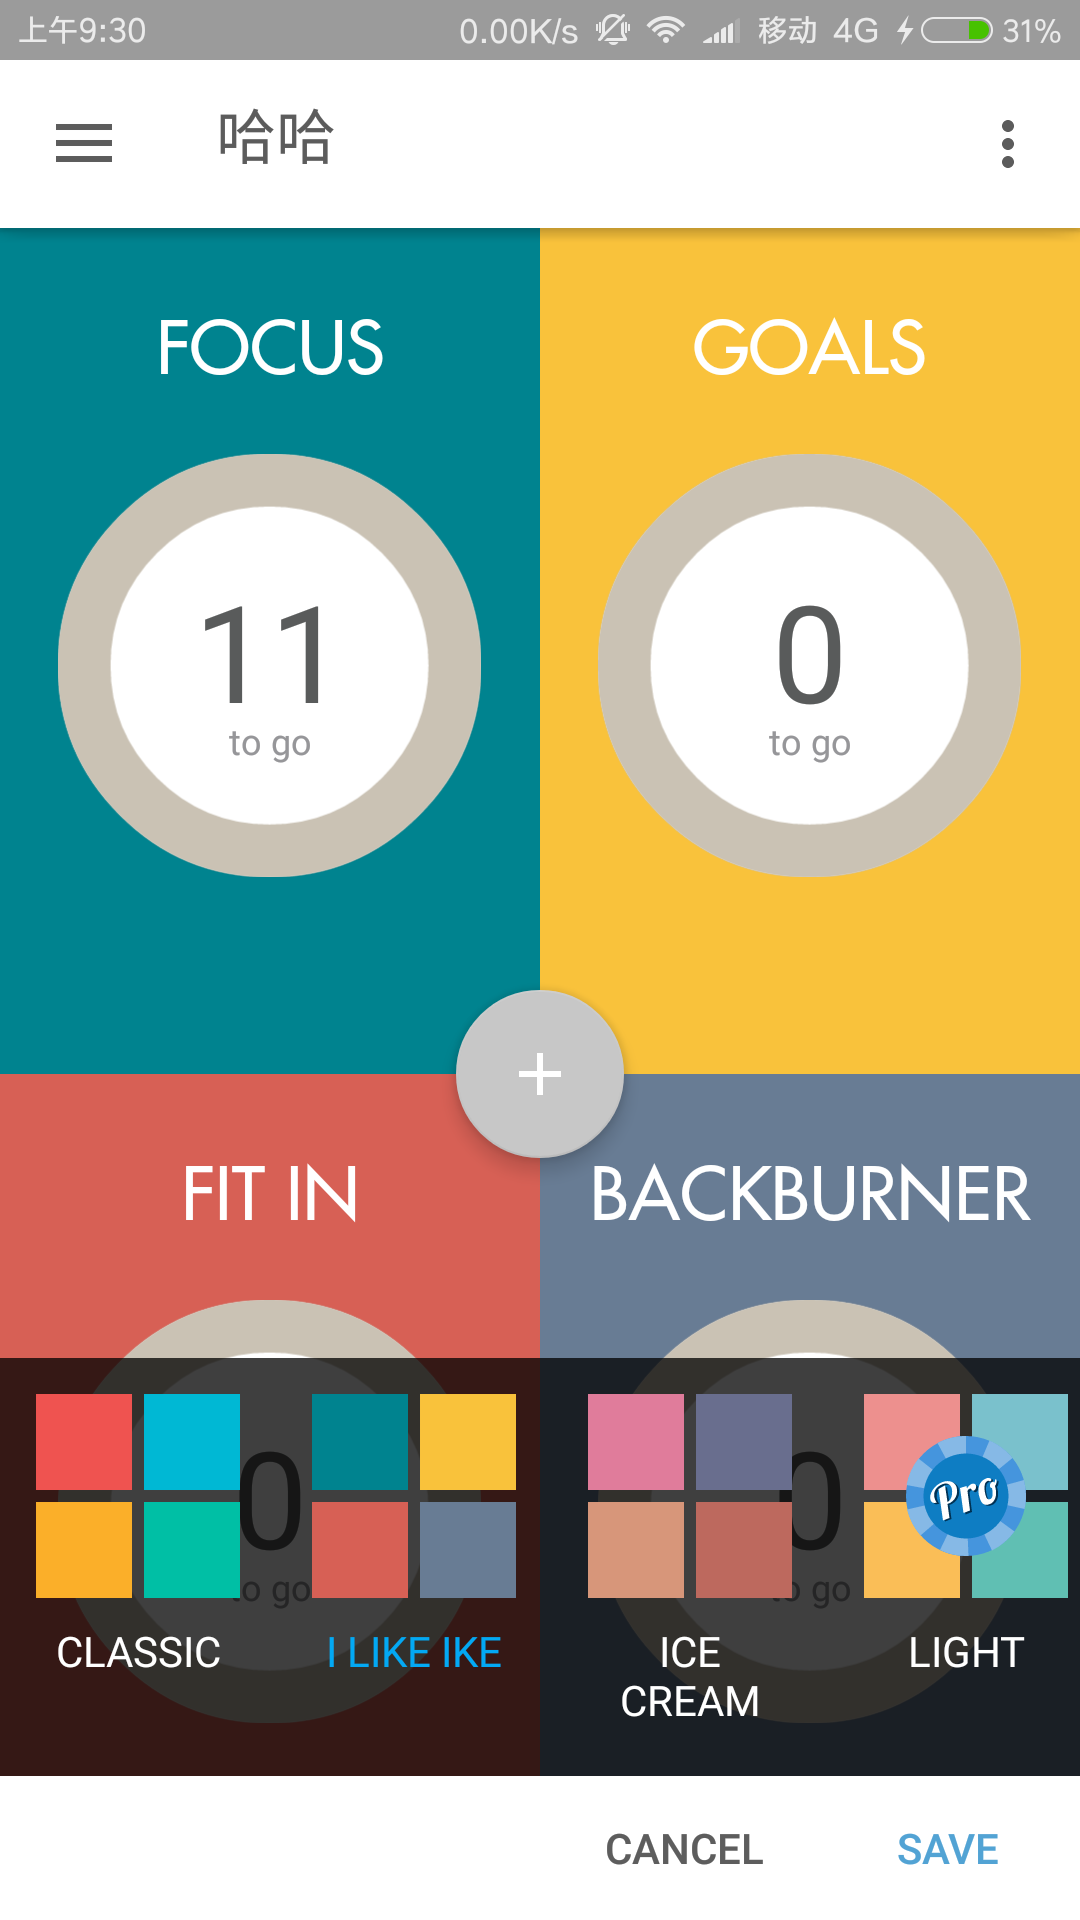 上午9:30 0.00K/s 移动 4G 31%
哈哈
FOCUS
GOALS
11
to go
0
to go
FIT IN
BACKBURNER
0
to go
0
to go
Pro
CLASSIC
I LIKE IKE
ICE
CREAM
LIGHT
CANCEL
SAVE